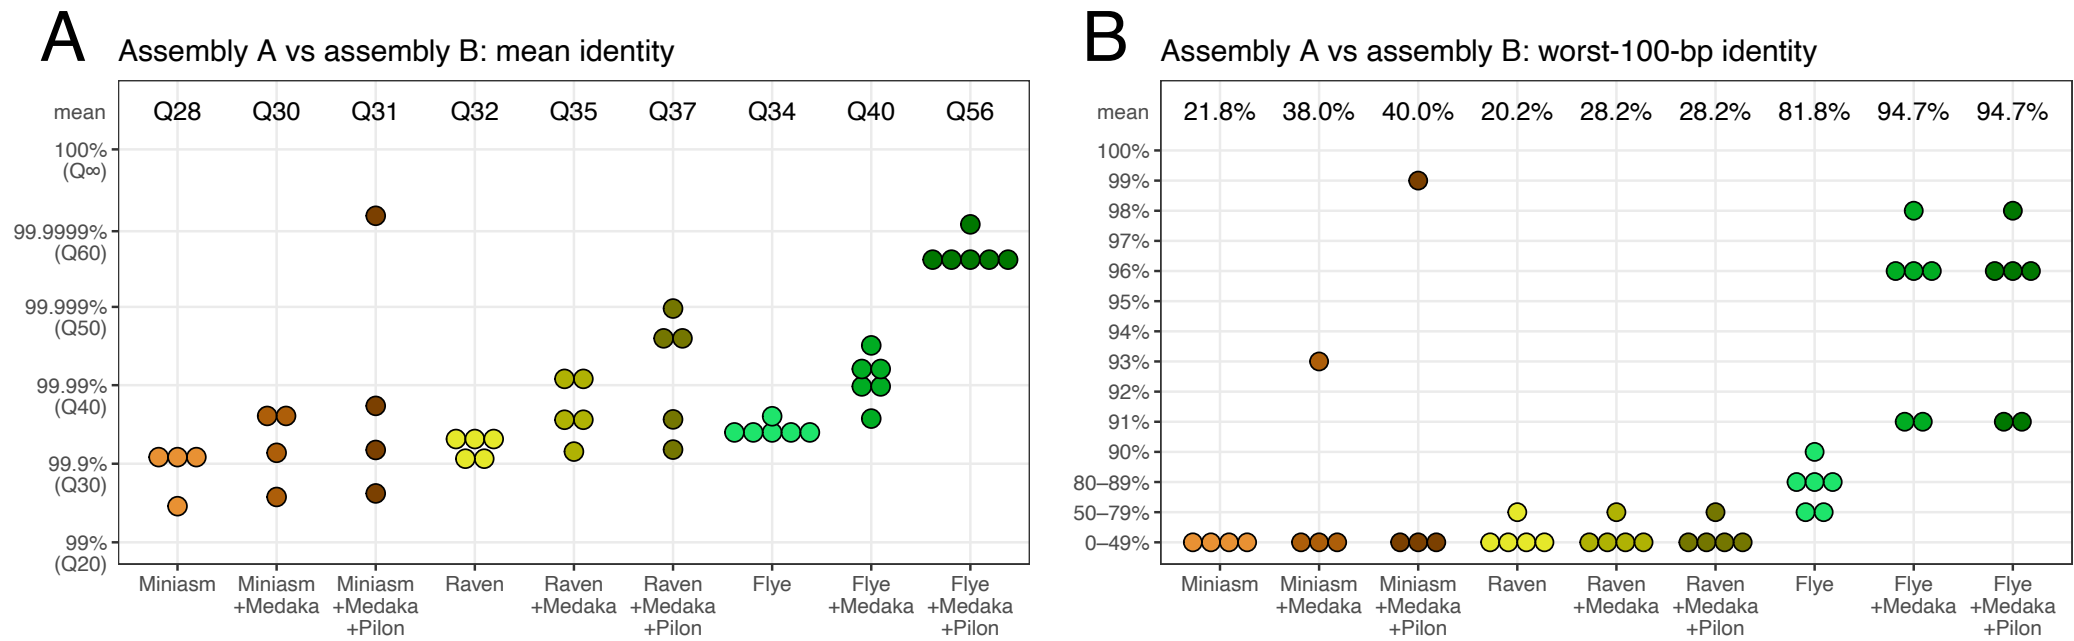 A
Assembly A vs assembly B: mean identity
mean Q28 Q30 Q31 Q32 Q35 Q37 Q34 Q40 Q56
100%
(Q∞)
99.9999%
(Q60)
99.999%
(Q50)
99.99%
(Q40)
99.9%
(Q30)
99%
(Q20)
Miniasm Miniasm Miniasm Raven Raven Raven Flye Flye Flye
+Medaka +Medaka +Medaka +Medaka +Medaka +Medaka
+Pilon +Pilon +Pilon
B
Assembly A vs assembly B: worst-100-bp identity
mean 21.8% 38.0% 40.0% 20.2% 28.2% 28.2% 81.8% 94.7% 94.7%
100%
99%
98%
97%
96%
95%
94%
93%
92%
91%
90%
80–89%
50–79%
0–49%
Miniasm Miniasm Miniasm Raven Raven Raven Flye Flye Flye
+Medaka +Medaka +Medaka +Medaka +Medaka +Medaka
+Pilon +Pilon +Pilon